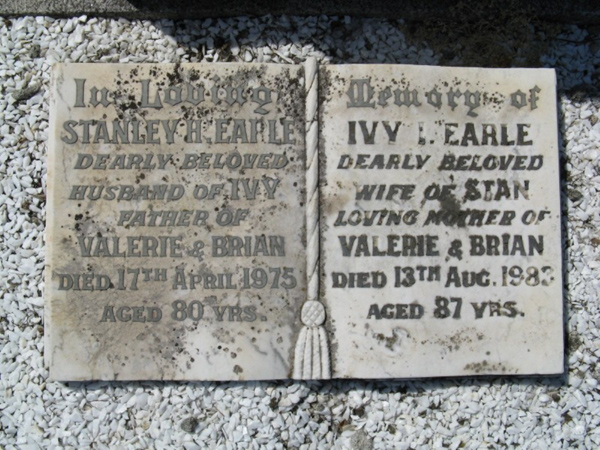 In Loving
STANLEY H. EARLE
DEARLY BELOVED
HUSBAND OF IVY
FATHER OF
VALERIE & BRIAN
DIED 17TH APRIL 1975
AGED 80 YRS.
Memory of
IVY I. EARLE
DEARLY BELOVED
WIFE OF STAN
LOVING MOTHER OF
VALERIE & BRIAN
DIED 13TH AUG. 1983
AGED 87 YRS.